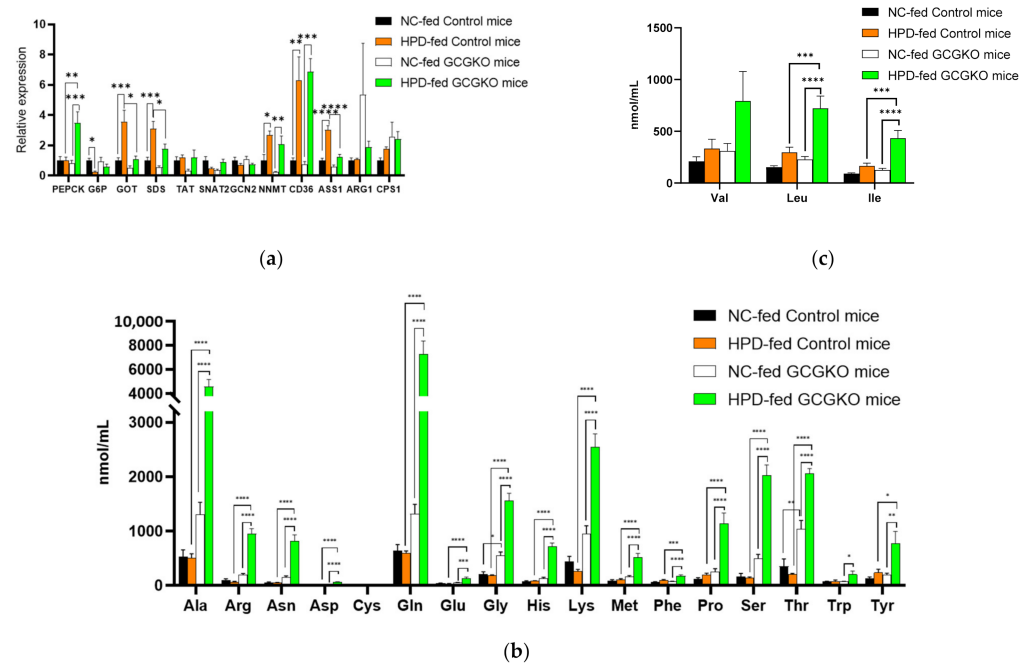 10
8
6
4
2
0
Relative expression
** *** * *** * *** * * ** ** *** **** ****
PEPCK G6P GOT SDS TAT SNAT2 GCN2 NNMT CD36 ASS1 ARG1 CPS1
NC-fed Control mice
HPD-fed Control mice
NC-fed GCGKO mice
HPD-fed GCGKO mice
(a)
1500
1000
500
0
nmol/mL
*** **** *** ****
Val Leu Ile
NC-fed Control mice
HPD-fed Control mice
NC-fed GCGKO mice
HPD-fed GCGKO mice
(c)
10,000
8000
6000
4000
3000
2000
1000
0
nmol/mL
**** **** **** **** **** **** **** **** **** **** **** *** * **** **** **** **** **** **** **** **** *** **** **** **** **** **** ** **** **** * * **
Ala Arg Asn Asp Cys Gln Glu Gly His Lys Met Phe Pro Ser Thr Trp Tyr
NC-fed Control mice
HPD-fed Control mice
NC-fed GCGKO mice
HPD-fed GCGKO mice
(b)